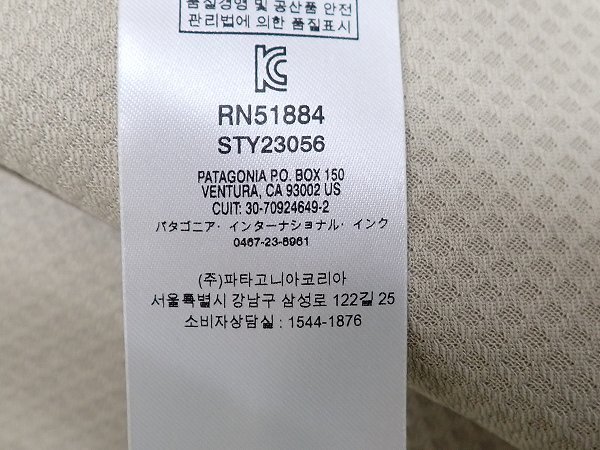 품질경영 및 공산품 안전
관리법에 의한 품질표시
RN51884
STY23056
PATAGONIA P.O. BOX 150
VENTURA, CA 93002 US
CUIT: 30-70924649-2
パタゴニア・インターナショナル・インク
0467-23-8961
(주)파타고니아코리아
서울특별시 강남구 삼성로 122길 25
소비자상담실 : 1544-1876